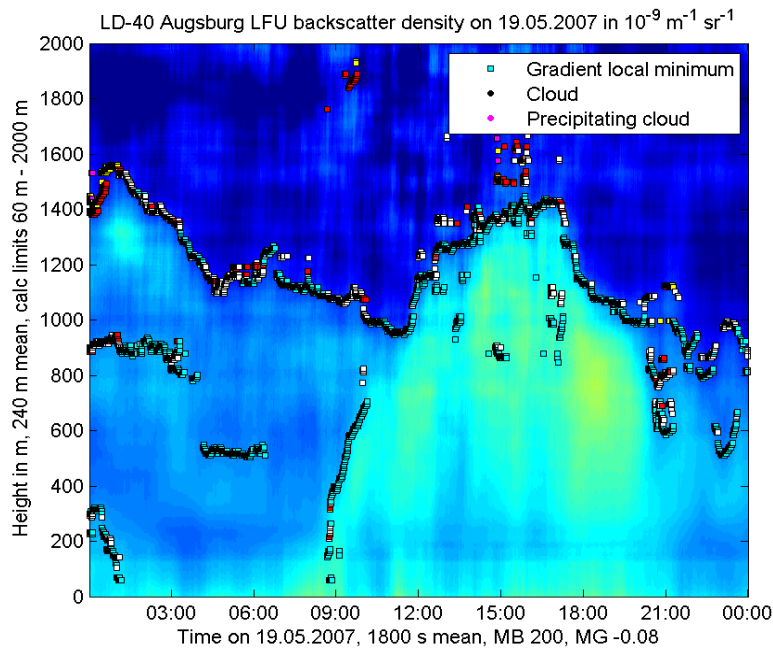 LD-40 Augsburg LFU backscatter density on 19.05.2007 in 10⁻⁹ m⁻¹ sr⁻¹
Gradient local minimum
Cloud
Precipitating cloud
Height in m, 240 m mean, calc limits 60 m - 2000 m
2000
1800
1600
1400
1200
1000
800
600
400
200
0
03:00 06:00 09:00 12:00 15:00 18:00 21:00 00:00
Time on 19.05.2007, 1800 s mean, MB 200, MG -0.08